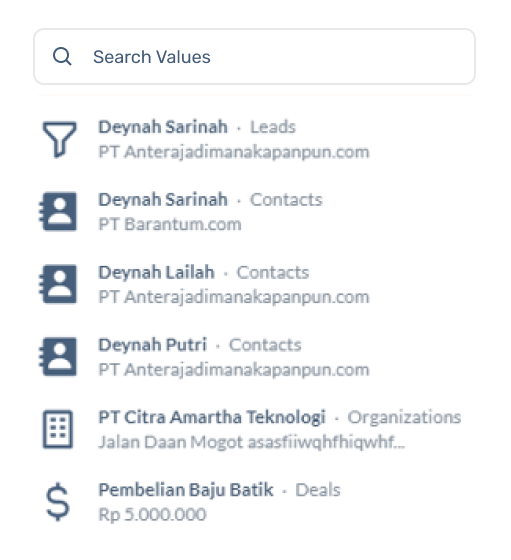 Search Values
Deynah Sarinah · Leads
PT Anterajadimanakapanpun.com
Deynah Sarinah · Contacts
PT Barantum.com
Deynah Lailah · Contacts
PT Anterajadimanakapanpun.com
Deynah Putri · Contacts
PT Anterajadimanakapanpun.com
PT Citra Amartha Teknologi · Organizations
Jalan Daan Mogot asasfiiwqhfhiqwhf...
Pembelian Baju Batik · Deals
Rp 5.000.000